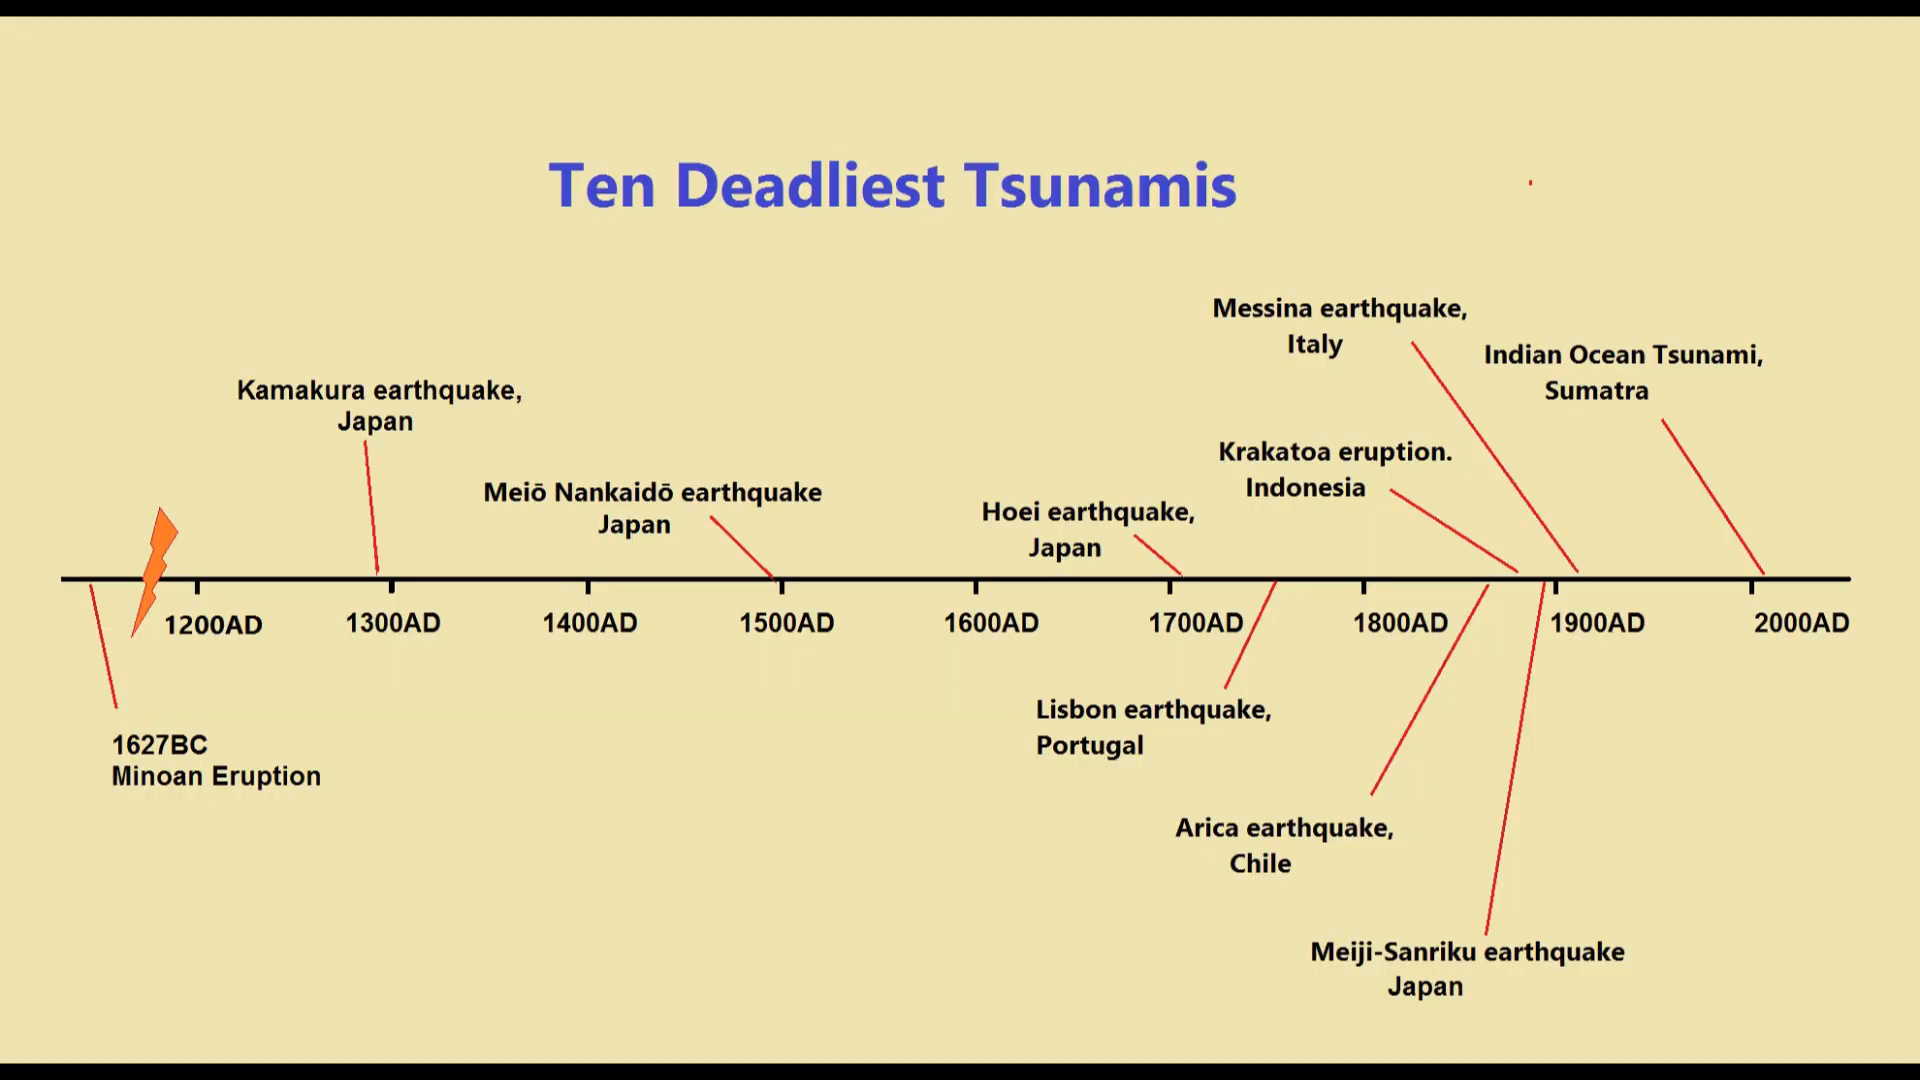 Ten Deadliest Tsunamis
Messina earthquake,
Italy
Indian Ocean Tsunami,
Sumatra
Kamakura earthquake,
Japan
Krakatoa eruption.
Indonesia
Meiō Nankaidō earthquake
Japan
Hoei earthquake,
Japan
1200AD 1300AD 1400AD 1500AD 1600AD 1700AD 1800AD 1900AD 2000AD
Lisbon earthquake,
Portugal
1627BC
Minoan Eruption
Arica earthquake,
Chile
Meiji-Sanriku earthquake
Japan